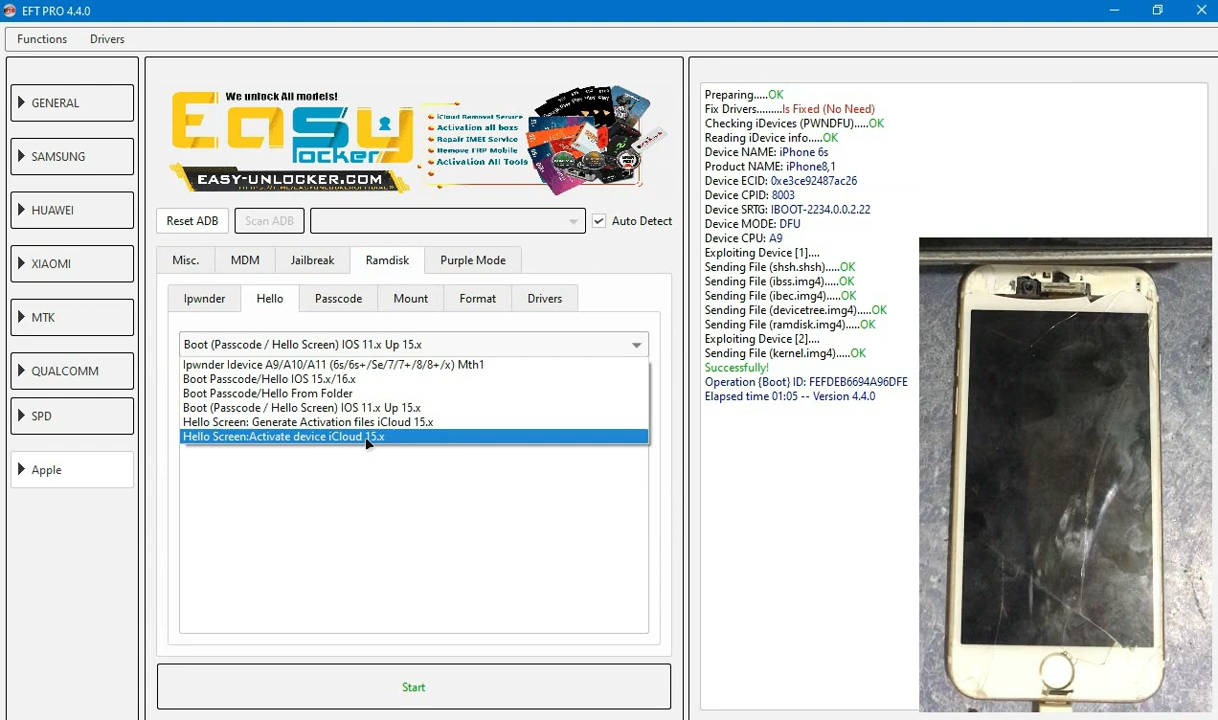 EFT PRO 4.4.0
Functions Drivers
GENERAL
SAMSUNG
HUAWEI
XIAOMI
MTK
QUALCOMM
SPD
Apple
We unlock All models!
Easy
locker
EASY-UNLOCKER.COM
iCloud Removal Service
Activation all boxs
Repair IMEI Service
Remove FRP Mobile
Activation All Tools
Reset ADB Scan ADB Auto Detect
Misc. MDM Jailbreak Ramdisk Purple Mode
Ipwnder Hello Passcode Mount Format Drivers
Boot (Passcode / Hello Screen) IOS 11.x Up 15.x
Ipwnder Idevice A9/A10/A11 (6s/6s+/Se/7/7+/8/8+/x) Mth1
Boot Passcode/Hello IOS 15.x/16.x
Boot Passcode/Hello From Folder
Boot (Passcode / Hello Screen) IOS 11.x Up 15.x
Hello Screen: Generate Activation files iCloud 15.x
Hello Screen:Activate device iCloud 15.x
Start
Preparing.....OK
Fix Drivers.........Is Fixed (No Need)
Checking iDevices (PWNDFU).....OK
Reading iDevice info.....OK
Device NAME: iPhone 6s
Product NAME: iPhone8,1
Device ECID: 0xe3ce92487ac26
Device CPID: 8003
Device SRTG: IBOOT-2234.0.0.2.22
Device MODE: DFU
Device CPU: A9
Exploiting Device [1]....
Sending File (shsh.shsh).....OK
Sending File (ibss.img4).....OK
Sending File (ibec.img4).....OK
Sending File (devicetree.img4).....OK
Sending File (ramdisk.img4).....OK
Exploiting Device [2]....
Sending File (kernel.img4).....OK
Successfully!
Operation {Boot} ID: FEFDEB6694A96DFE
Elapsed time 01:05 -- Version 4.4.0